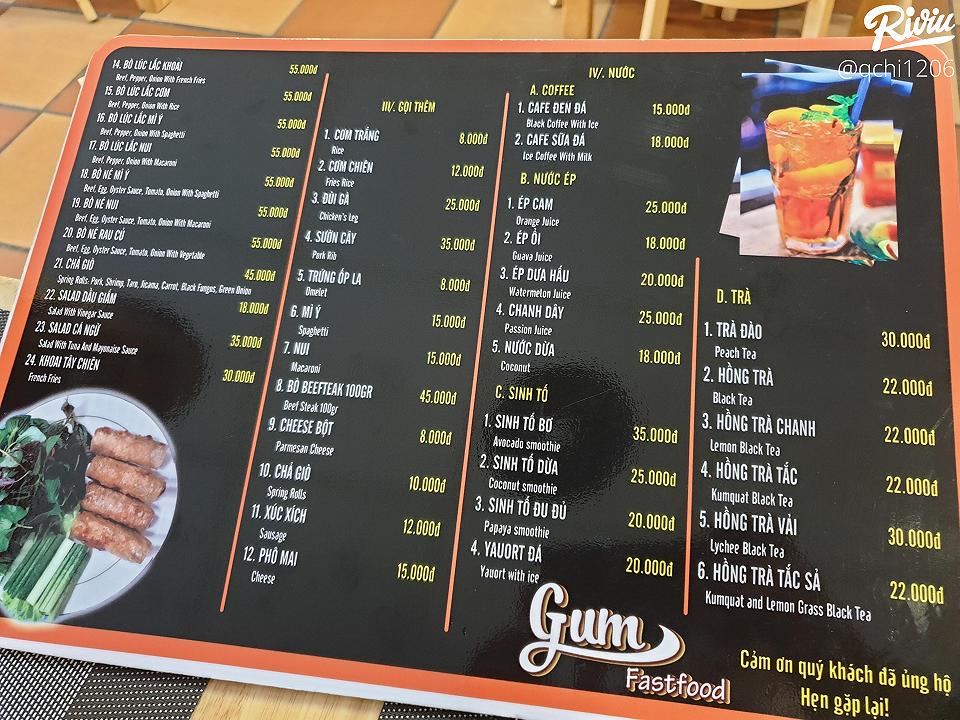 Riviu
@qchi1206
14. BÒ LÚC LẮC KHOAI 55.000đ
Beef, Pepper, Onion With French Fries
15. BÒ LÚC LẮC CƠM 55.000đ
Beef, Pepper, Onion With Rice
16. BÒ LÚC LẮC MÌ Ý 55.000đ
Beef, Pepper, Onion With Spaghetti
17. BÒ LÚC LẮC NUI 55.000đ
Beef, Pepper, Onion With Macaroni
18. BÒ NÉ MÌ Ý 55.000đ
Beef, Egg, Oyster Sauce, Tomato, Onion With Spaghetti
19. BÒ NÉ NUI 55.000đ
Beef, Egg, Oyster Sauce, Tomato, Onion With Macaroni
20. BÒ NÉ RAU CỦ 55.000đ
Beef, Egg, Oyster Sauce, Tomato, Onion With Vegetable
21. CHẢ GIÒ 45.000đ
Spring Rolls: Pork, Shrimp, Taro, Jicama, Carrot, Black Fungus, Green Onion
22. SALAD DẦU GIẤM 18.000đ
Salad With Vinegar Sauce
23. SALAD CÁ NGỪ 35.000đ
Salad With Tuna And Mayonaise Sauce
24. KHOAI TÂY CHIÊN 30.000đ
French Fries
III/. GỌI THÊM
1. CƠM TRẮNG 8.000đ
Rice
2. CƠM CHIÊN 12.000đ
Fries Rice
3. ĐÙI GÀ 25.000đ
Chicken's Leg
4. SƯỜN CÂY 35.000đ
Pork Rib
5. TRỨNG ỐP LA 8.000đ
Omelet
6. MÌ Ý 15.000đ
Spaghetti
7. NUI 15.000đ
Macaroni
8. BÒ BEEFTEAK 100GR 45.000đ
Beef Steak 100gr
9. CHEESE BỘT 8.000đ
Parmesan Cheese
10. CHẢ GIÒ 10.000đ
Spring Rolls
11. XÚC XÍCH 12.000đ
Sausage
12. PHÔ MAI 15.000đ
Cheese
IV/. NƯỚC
A. COFFEE
1. CAFE ĐEN ĐÁ 15.000đ
Black Coffee With Ice
2. CAFE SỮA ĐÁ 18.000đ
Ice Coffee With Milk
B. NƯỚC ÉP
1. ÉP CAM 25.000đ
Orange Juice
2. ÉP ỔI 18.000đ
Guava Juice
3. ÉP DƯA HẤU 20.000đ
Watermelon Juice
4. CHANH DÂY 25.000đ
Passion Juice
5. NƯỚC DỪA 18.000đ
Coconut
C. SINH TỐ
1. SINH TỐ BƠ 35.000đ
Avocado smoothie
2. SINH TỐ DỪA 25.000đ
Coconut smoothie
3. SINH TỐ ĐU ĐỦ 20.000đ
Papaya smoothie
4. YAUORT ĐÁ 20.000đ
Yauort with ice
D. TRÀ
1. TRÀ ĐÀO 30.000đ
Peach Tea
2. HỒNG TRÀ 22.000đ
Black Tea
3. HỒNG TRÀ CHANH 22.000đ
Lemon Black Tea
4. HỒNG TRÀ TẮC 22.000đ
Kumquat Black Tea
5. HỒNG TRÀ VẢI 30.000đ
Lychee Black Tea
6. HỒNG TRÀ TẮC SẢ 22.000đ
Kumquat and Lemon Grass Black Tea
Gum
Fastfood
Cảm ơn quý khách đã ủng hộ
Hẹn gặp lại!